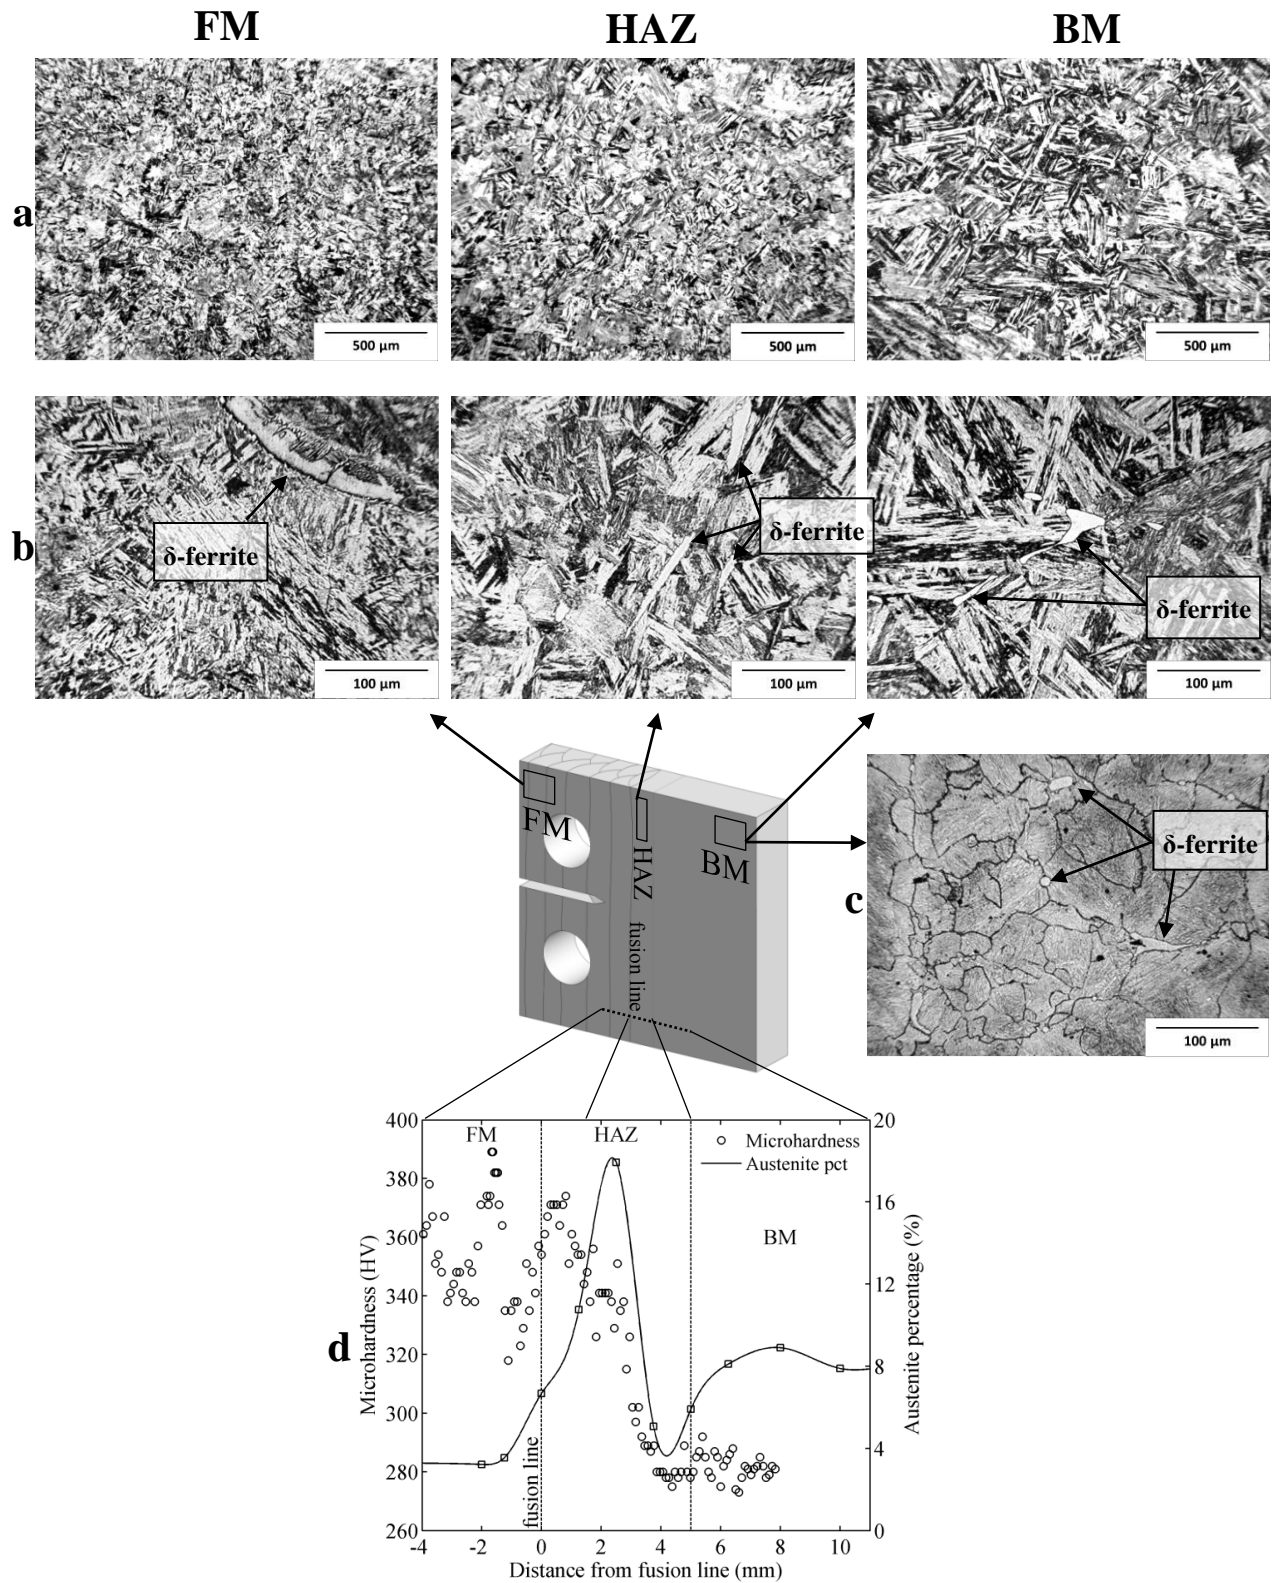 FM
HAZ
BM
a
500 µm
500 µm
500 µm
b
δ-ferrite
δ-ferrite
δ-ferrite
100 µm
100 µm
100 µm
FM
HAZ
BM
fusion line
c
δ-ferrite
100 µm
d
400
380
360
340
320
300
280
260
Microhardness (HV)
FM
HAZ
BM
Microhardness
Austenite pct
fusion line
20
16
12
8
4
0
Austenite percentage (%)
-4
-2
0
2
4
6
8
10
Distance from fusion line (mm)